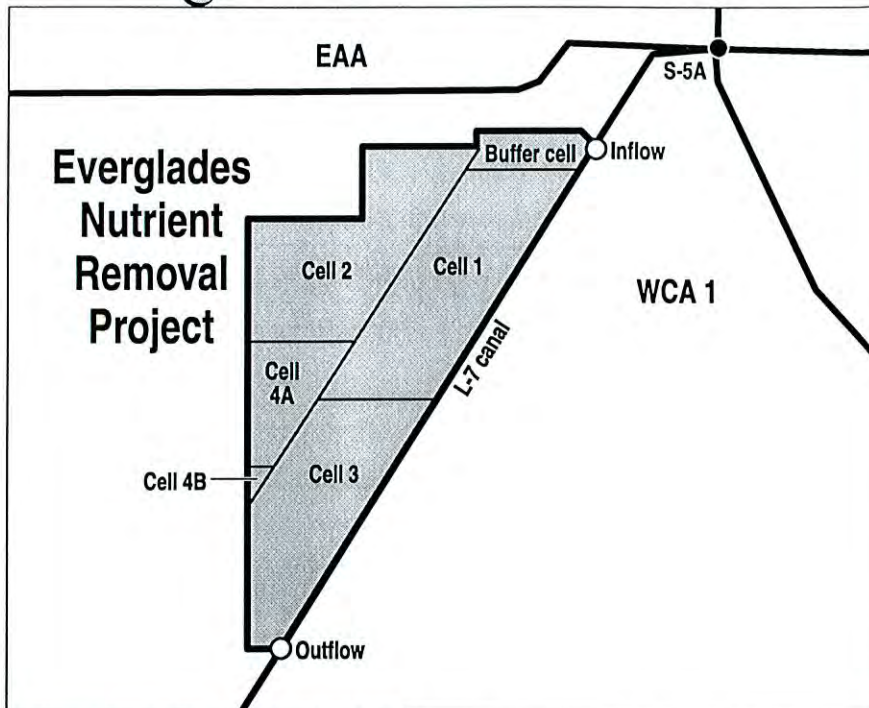 EAA
S-5A
Everglades
Nutrient
Removal
Project
Buffer cell
Inflow
Cell 2
Cell 1
WCA 1
L-7 canal
Cell
4A
Cell 4B
Cell 3
Outflow